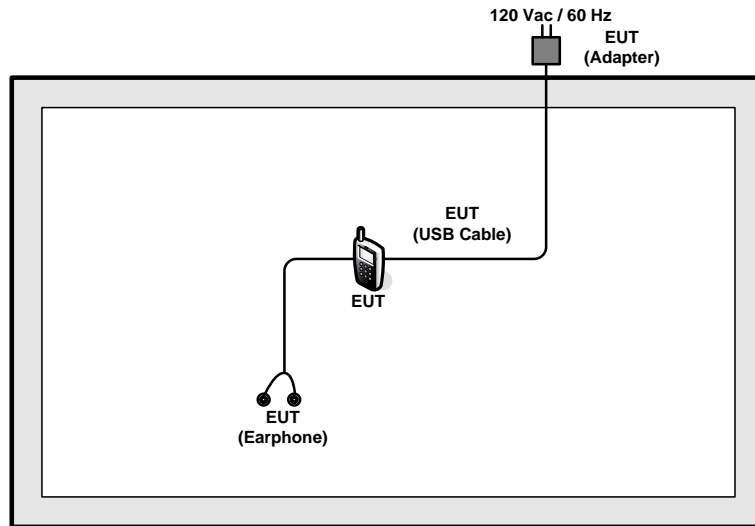 120 Vac / 60 Hz
EUT
(Adapter)
EUT
(USB Cable)
EUT
EUT
(Earphone)